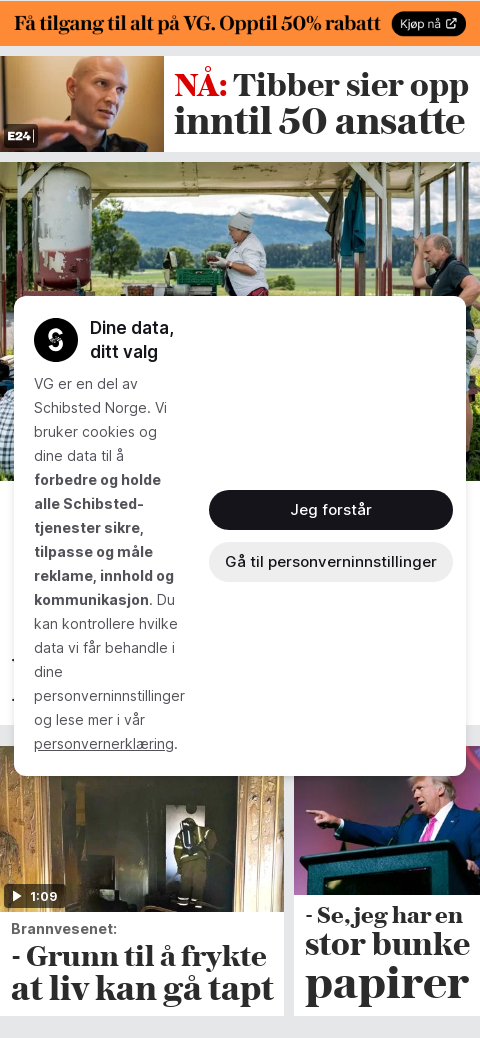 Få tilgang til alt på VG. Opptil 50% rabatt
Kjøp nå
NÅ: Tibber sier opp
inntil 50 ansatte
E24
Dine data,
ditt valg
VG er en del av
Schibsted Norge. Vi
bruker cookies og
dine data til å
forbedre og holde
alle Schibsted-
tjenester sikre,
tilpasse og måle
reklame, innhold og
kommunikasjon. Du
kan kontrollere hvilke
data vi får behandle i
dine
personverninnstillinger
og lese mer i vår
personvernerklæring.
Jeg forstår
Gå til personverninnstillinger
1:09
Brannvesenet:
- Grunn til å frykte
at liv kan gå tapt
- Se, jeg har en
stor bunke
papirer